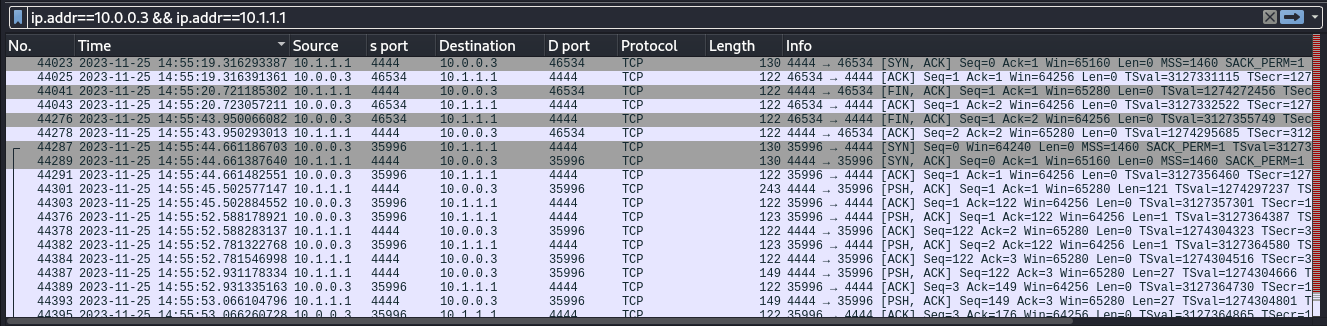 ip.addr==10.0.0.3 && ip.addr==10.1.1.1
No. Time Source s port Destination D port Protocol Length Info
44023 2023-11-25 14:55:19.316293387 10.1.1.1 4444 10.0.0.3 46534 TCP 130 4444 → 46534 [SYN, ACK] Seq=0 Ack=1 Win=65160 Len=0 MSS=1460 SACK_PERM=1
44025 2023-11-25 14:55:19.316391361 10.0.0.3 46534 10.1.1.1 4444 TCP 122 46534 → 4444 [ACK] Seq=1 Ack=1 Win=64256 Len=0 TSval=3127331115 TSecr=127
44041 2023-11-25 14:55:20.721185302 10.1.1.1 4444 10.0.0.3 46534 TCP 122 4444 → 46534 [FIN, ACK] Seq=1 Ack=1 Win=65280 Len=0 TSval=1274272456 TSec
44043 2023-11-25 14:55:20.723057211 10.0.0.3 46534 10.1.1.1 4444 TCP 122 46534 → 4444 [ACK] Seq=1 Ack=2 Win=64256 Len=0 TSval=3127332522 TSecr=127
44276 2023-11-25 14:55:43.950066082 10.0.0.3 46534 10.1.1.1 4444 TCP 122 46534 → 4444 [FIN, ACK] Seq=1 Ack=2 Win=64256 Len=0 TSval=3127355749 TSec
44278 2023-11-25 14:55:43.950293013 10.1.1.1 4444 10.0.0.3 46534 TCP 122 4444 → 46534 [ACK] Seq=2 Ack=2 Win=65280 Len=0 TSval=1274295685 TSecr=312
44287 2023-11-25 14:55:44.661186703 10.0.0.3 35996 10.1.1.1 4444 TCP 130 35996 → 4444 [SYN] Seq=0 Win=64240 Len=0 MSS=1460 SACK_PERM=1 TSval=31273
44289 2023-11-25 14:55:44.661387640 10.1.1.1 4444 10.0.0.3 35996 TCP 130 4444 → 35996 [SYN, ACK] Seq=0 Ack=1 Win=65160 Len=0 MSS=1460 SACK_PERM=1
44291 2023-11-25 14:55:44.661482551 10.0.0.3 35996 10.1.1.1 4444 TCP 122 35996 → 4444 [ACK] Seq=1 Ack=1 Win=64256 Len=0 TSval=3127356460 TSecr=127
44301 2023-11-25 14:55:45.502577147 10.1.1.1 4444 10.0.0.3 35996 TCP 243 4444 → 35996 [PSH, ACK] Seq=1 Ack=1 Win=65280 Len=121 TSval=1274297237 TS
44303 2023-11-25 14:55:45.502884552 10.0.0.3 35996 10.1.1.1 4444 TCP 122 35996 → 4444 [ACK] Seq=1 Ack=122 Win=64256 Len=0 TSval=3127357301 TSecr=1
44376 2023-11-25 14:55:52.588178921 10.0.0.3 35996 10.1.1.1 4444 TCP 123 35996 → 4444 [PSH, ACK] Seq=1 Ack=122 Win=64256 Len=1 TSval=3127364387 TS
44378 2023-11-25 14:55:52.588283137 10.1.1.1 4444 10.0.0.3 35996 TCP 122 4444 → 35996 [ACK] Seq=122 Ack=2 Win=65280 Len=0 TSval=1274304323 TSecr=3
44382 2023-11-25 14:55:52.781322768 10.0.0.3 35996 10.1.1.1 4444 TCP 123 35996 → 4444 [PSH, ACK] Seq=2 Ack=122 Win=64256 Len=1 TSval=3127364580 TS
44384 2023-11-25 14:55:52.781546998 10.1.1.1 4444 10.0.0.3 35996 TCP 122 4444 → 35996 [ACK] Seq=122 Ack=3 Win=65280 Len=0 TSval=1274304516 TSecr=3
44387 2023-11-25 14:55:52.931178334 10.1.1.1 4444 10.0.0.3 35996 TCP 149 4444 → 35996 [PSH, ACK] Seq=122 Ack=3 Win=65280 Len=27 TSval=1274304666 T
44389 2023-11-25 14:55:52.931335163 10.0.0.3 35996 10.1.1.1 4444 TCP 122 35996 → 4444 [ACK] Seq=3 Ack=149 Win=64256 Len=0 TSval=3127364730 TSecr=1
44393 2023-11-25 14:55:53.066104796 10.1.1.1 4444 10.0.0.3 35996 TCP 149 4444 → 35996 [PSH, ACK] Seq=149 Ack=3 Win=65280 Len=27 TSval=1274304801 T
44395 2023-11-25 14:55:53.066260728 10.0.0.3 35996 10.1.1.1 4444 TCP 122 35996 → 4444 [ACK] Seq=3 Ack=176 Win=64256 Len=0 TSval=3127364865 TSecr=1